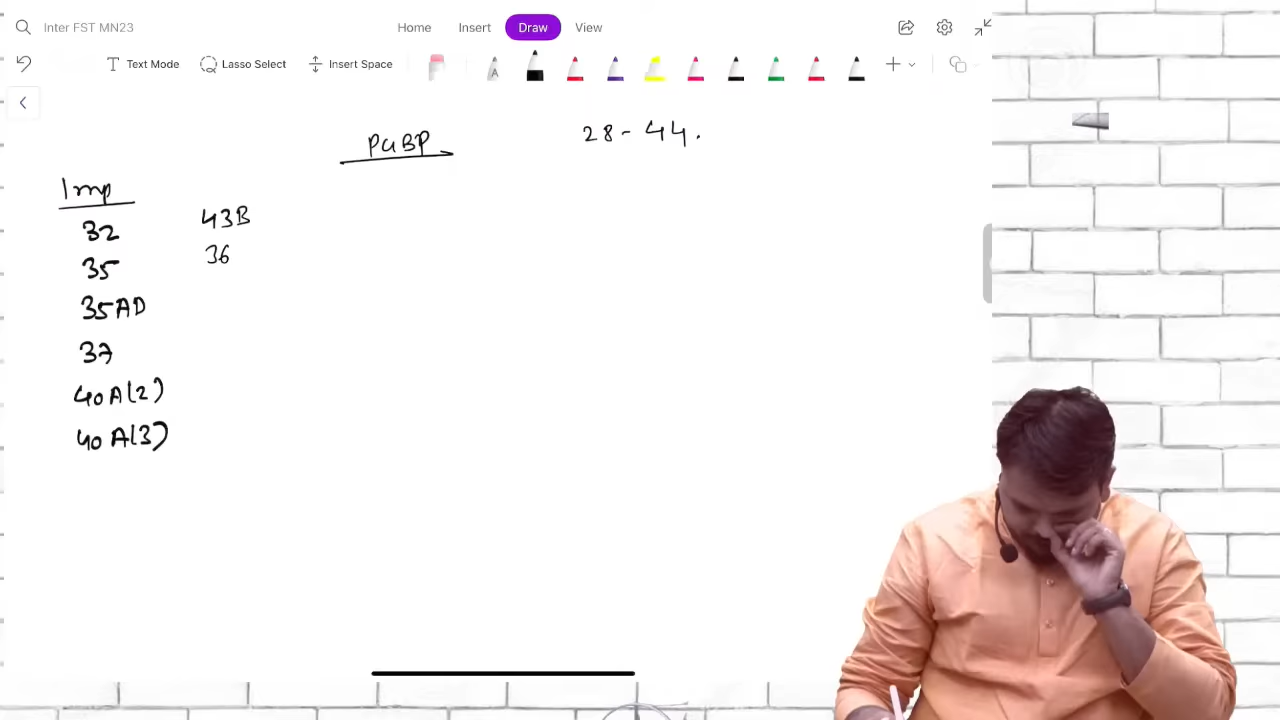 Inter FST MN23
Home Insert Draw View
Text Mode Lasso Select Insert Space
A
PGBP 28 - 44.
Imp
32 43B
35 36
35AD
37
40A(2)
40A(3)